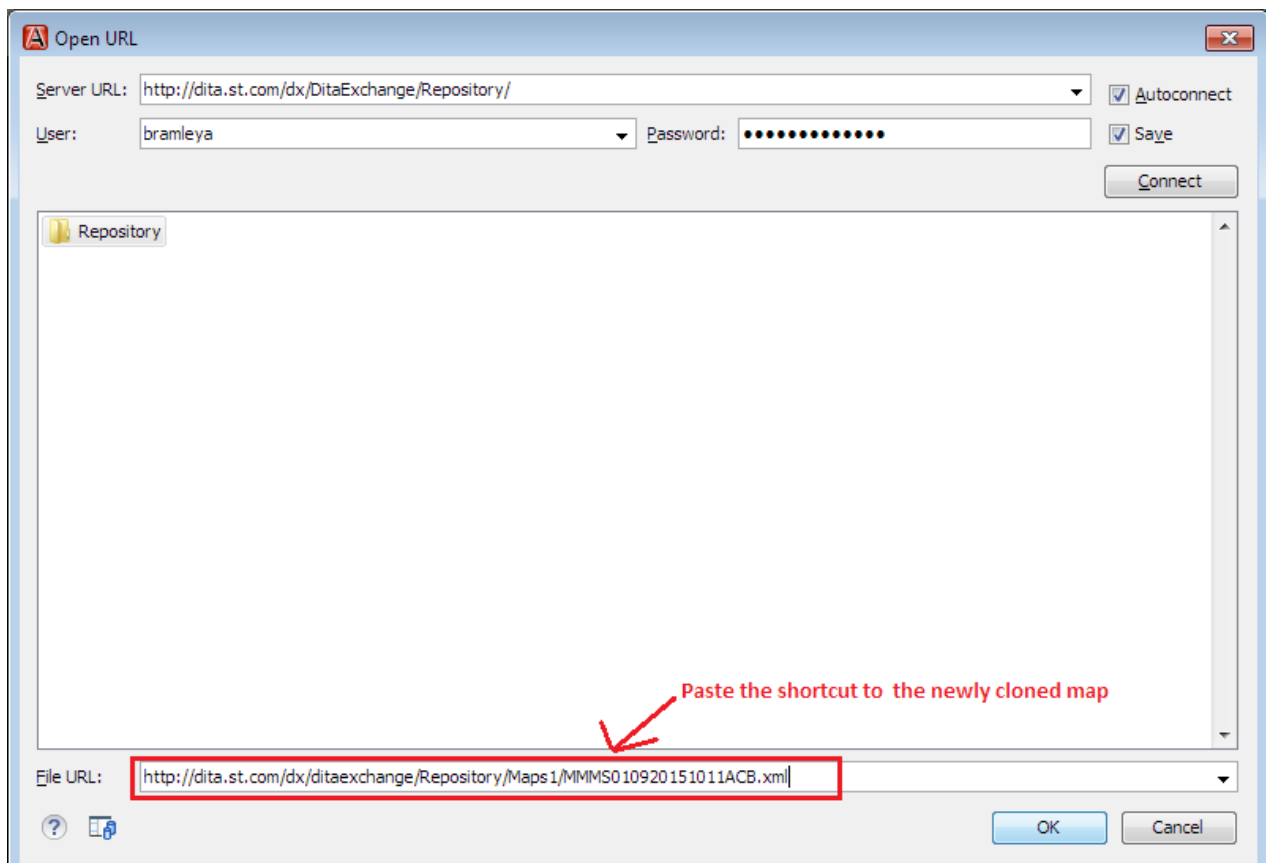 Open URL
Server URL: http://dita.st.com/dx/DitaExchange/Repository/ Autoconnect
User: bramleya Password: ••••••••••••• Save
Connect
Repository
Paste the shortcut to the newly cloned map
File URL: http://dita.st.com/dx/ditaexchange/Repository/Maps1/MMMS010920151011ACB.xml
OK Cancel